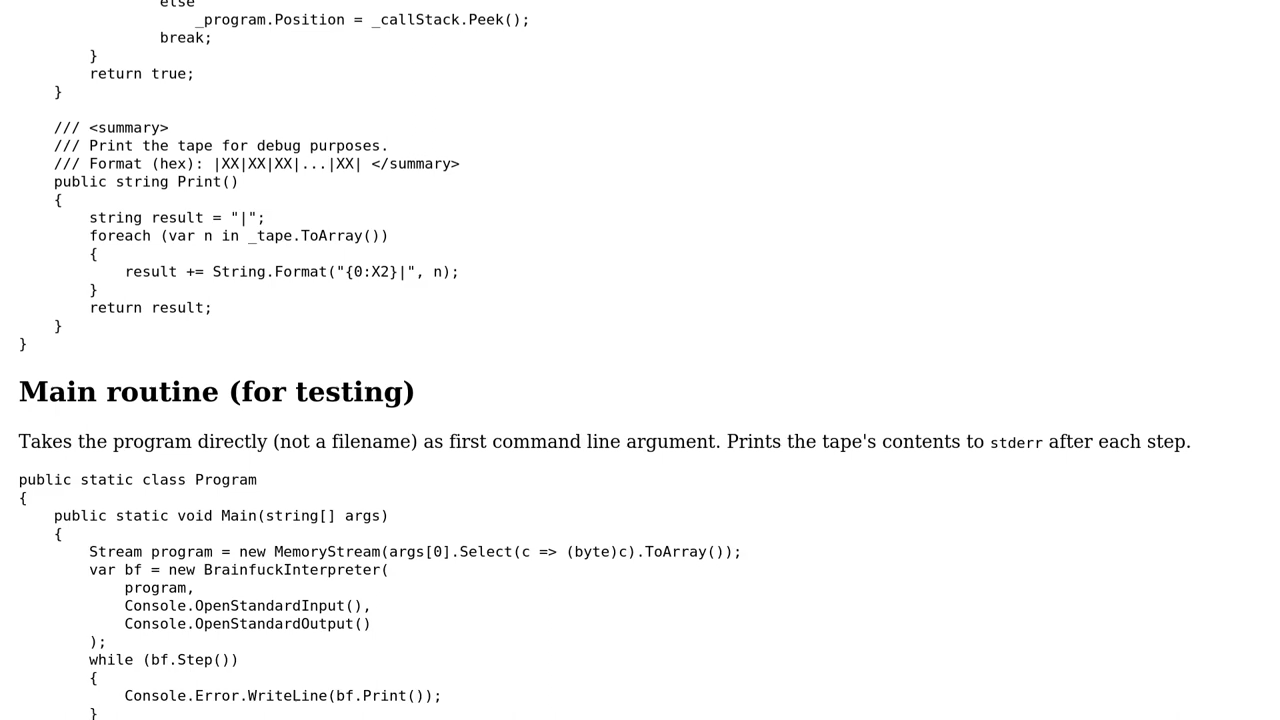 else
_program.Position = _callStack.Peek();
break;
}
return true;
}
/// <summary>
/// Print the tape for debug purposes.
/// Format (hex): |XX|XX|XX|...|XX| </summary>
public string Print()
{
string result = "|";
foreach (var n in _tape.ToArray())
{
result += String.Format("{0:X2}|", n);
}
return result;
}
}
Main routine (for testing)
Takes the program directly (not a filename) as first command line argument. Prints the tape's contents to stderr after each step.
public static class Program
{
public static void Main(string[] args)
{
Stream program = new MemoryStream(args[0].Select(c => (byte)c).ToArray());
var bf = new BrainfuckInterpreter(
program,
Console.OpenStandardInput(),
Console.OpenStandardOutput()
);
while (bf.Step())
{
Console.Error.WriteLine(bf.Print());
}